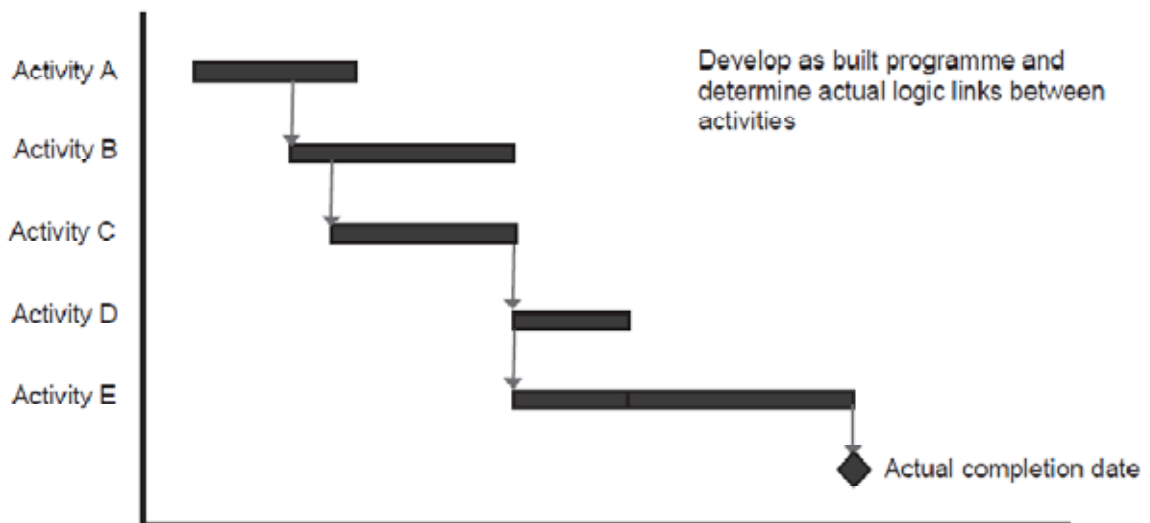 Activity A
Develop as built programme and
determine actual logic links between
activities
Activity B
Activity C
Activity D
Activity E
Actual completion date